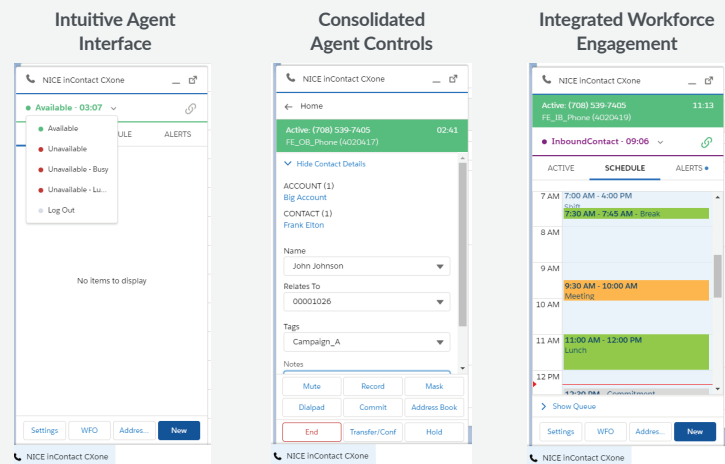 Intuitive Agent
Interface
NICE inContact CXone
Available - 03:07
ULE
ALERTS
Available
Unavailable
Unavailable - Busy
Unavailable - Lu...
Log Out
No items to display
Settings
WFO
Addres...
New
NICE inContact CXone
Consolidated
Agent Controls
NICE inContact CXone
Home
Active: (708) 539-7405 02:41
FE_OB_Phone (4020417)
Hide Contact Details
ACCOUNT (1)
Big Account
CONTACT (1)
Frank Elton
Name
John Johnson
Relates To
00001026
Tags
Campaign_A
Notes
Mute Record Mask
Dialpad Commit Address Book
End Transfer/Conf Hold
NICE inContact CXone
Integrated Workforce
Engagement
NICE inContact CXone
Active: (708) 539-7405 11:13
FE_IB_Phone (4020419)
InboundContact - 09:06
ACTIVE SCHEDULE ALERTS
7 AM 7:00 AM - 4:00 PM
Shift
7:30 AM - 7:45 AM - Break
8 AM
9 AM
9:30 AM - 10:00 AM
Meeting
10 AM
11 AM 11:00 AM - 12:00 PM
Lunch
12 PM
12:30 PM - Commitment
Show Queue
Settings WFO Addres... New
NICE inContact CXone